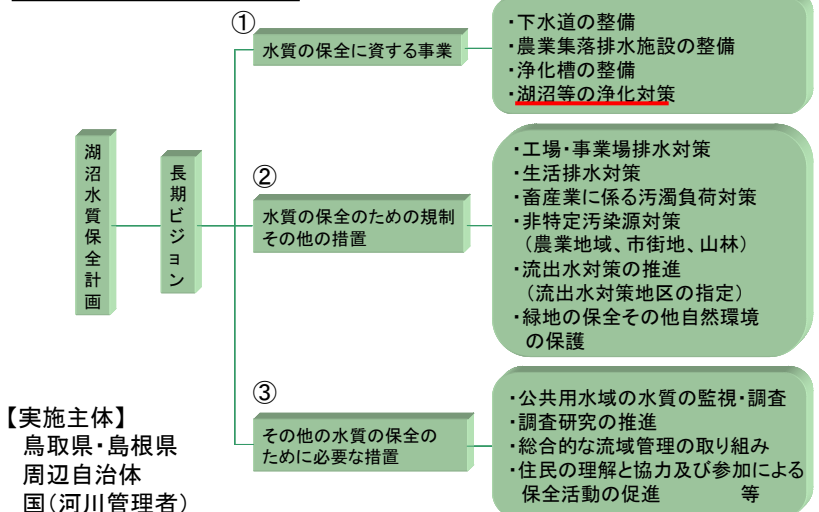 湖沼水質保全計画
長期ビジョン
①
水質の保全に資する事業
・下水道の整備
・農業集落排水施設の整備
・浄化槽の整備
・湖沼等の浄化対策
②
水質の保全のための規制
その他の措置
・工場・事業場排水対策
・生活排水対策
・畜産業に係る汚濁負荷対策
・非特定汚染源対策
（農業地域、市街地、山林）
・流出水対策の推進
（流出水対策地区の指定）
・緑地の保全その他自然環境
の保護
③
その他の水質の保全の
ために必要な措置
・公共用水域の水質の監視・調査
・調査研究の推進
・総合的な流域管理の取り組み
・住民の理解と協力及び参加による
保全活動の促進　　　等
【実施主体】
鳥取県・島根県
周辺自治体
国（河川管理者）